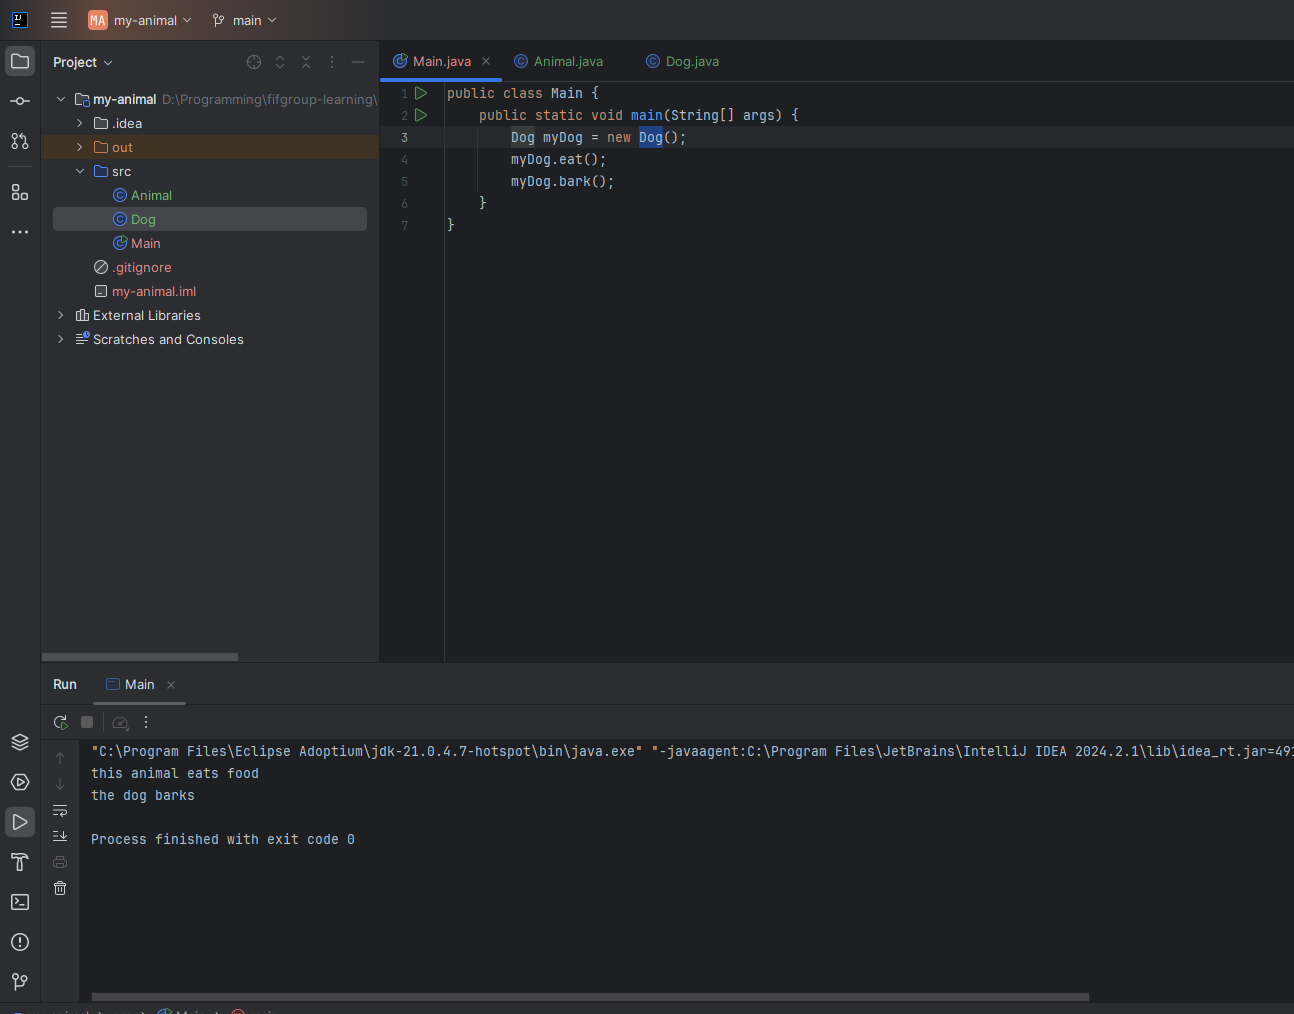 MA my-animal main
Project
Main.java Animal.java Dog.java
my-animal D:\Programming\fifgroup-learning\
.idea
out
src
Animal
Dog
Main
.gitignore
my-animal.iml
External Libraries
Scratches and Consoles
1 public class Main {
2 public static void main(String[] args) {
3 Dog myDog = new Dog();
4 myDog.eat();
5 myDog.bark();
6 }
7 }
Run Main
"C:\Program Files\Eclipse Adoptium\jdk-21.0.4.7-hotspot\bin\java.exe" "-javaagent:C:\Program Files\JetBrains\IntelliJ IDEA 2024.2.1\lib\idea_rt.jar=491
this animal eats food
the dog barks
Process finished with exit code 0